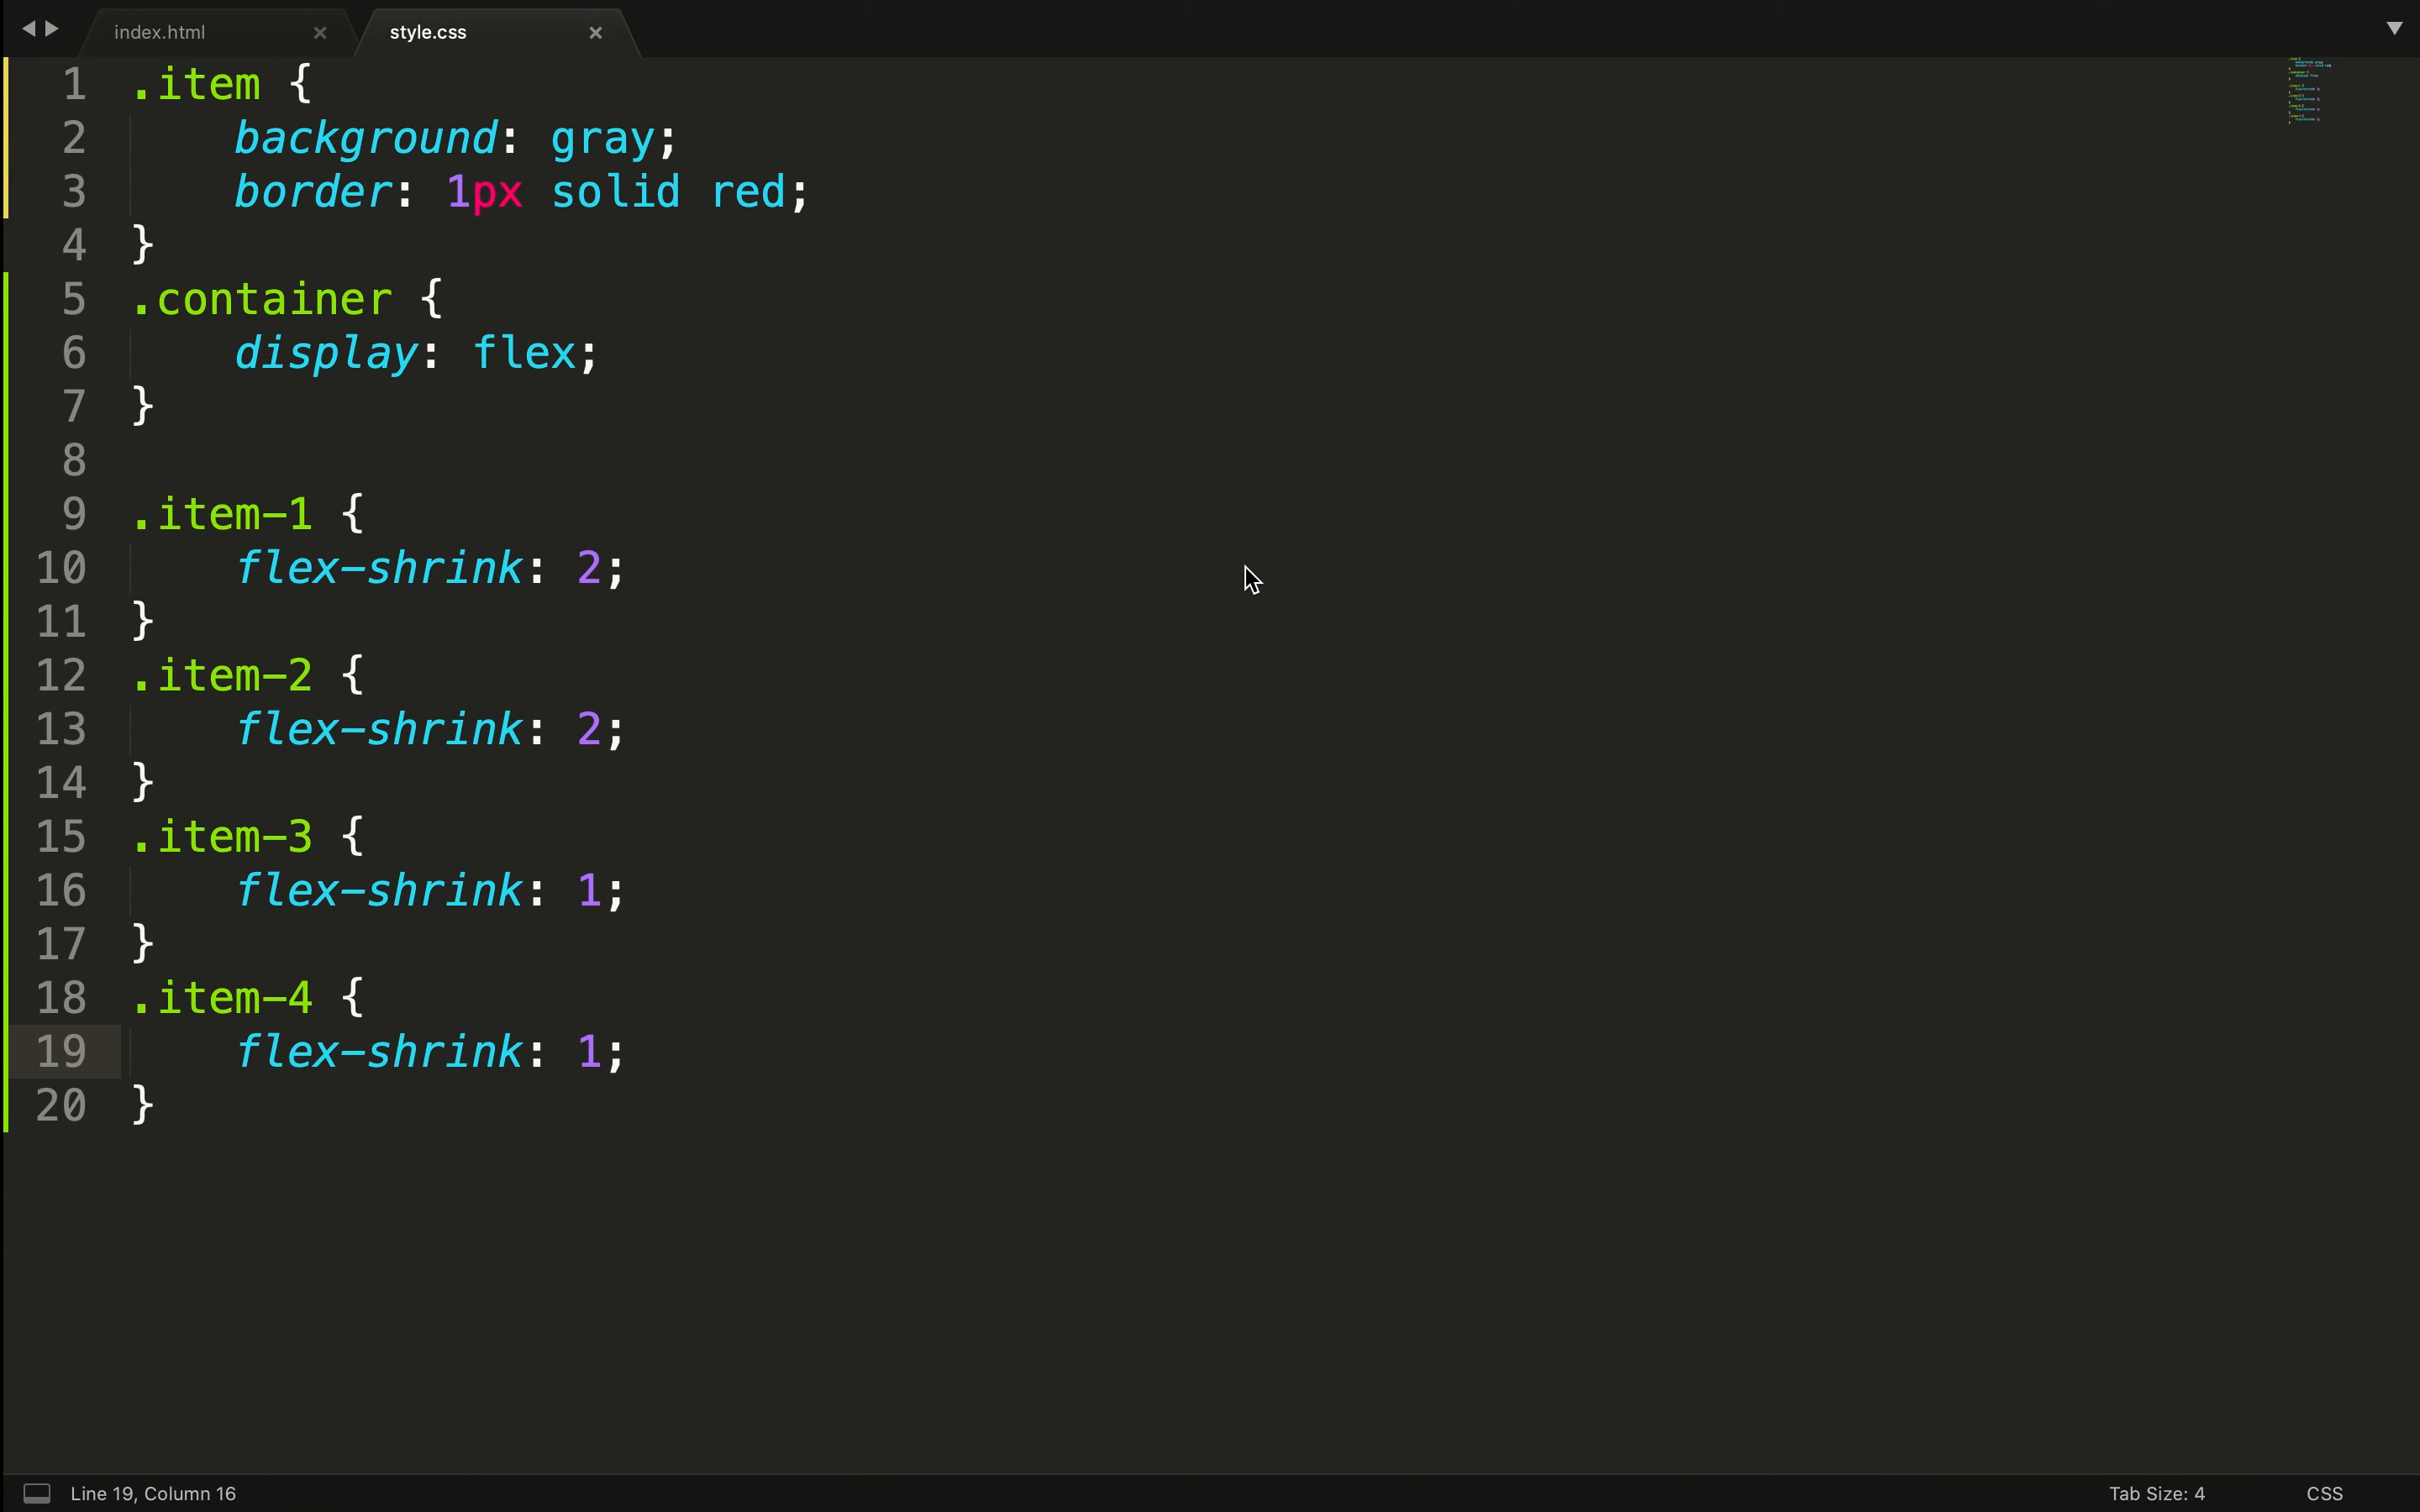 index.html
style.css
1 .item {
2     background: gray;
3     border: 1px solid red;
4 }
5 .container {
6     display: flex;
7 }
8
9 .item-1 {
10     flex-shrink: 2;
11 }
12 .item-2 {
13     flex-shrink: 2;
14 }
15 .item-3 {
16     flex-shrink: 1;
17 }
18 .item-4 {
19     flex-shrink: 1;
20 }
Line 19, Column 16
Tab Size: 4
CSS